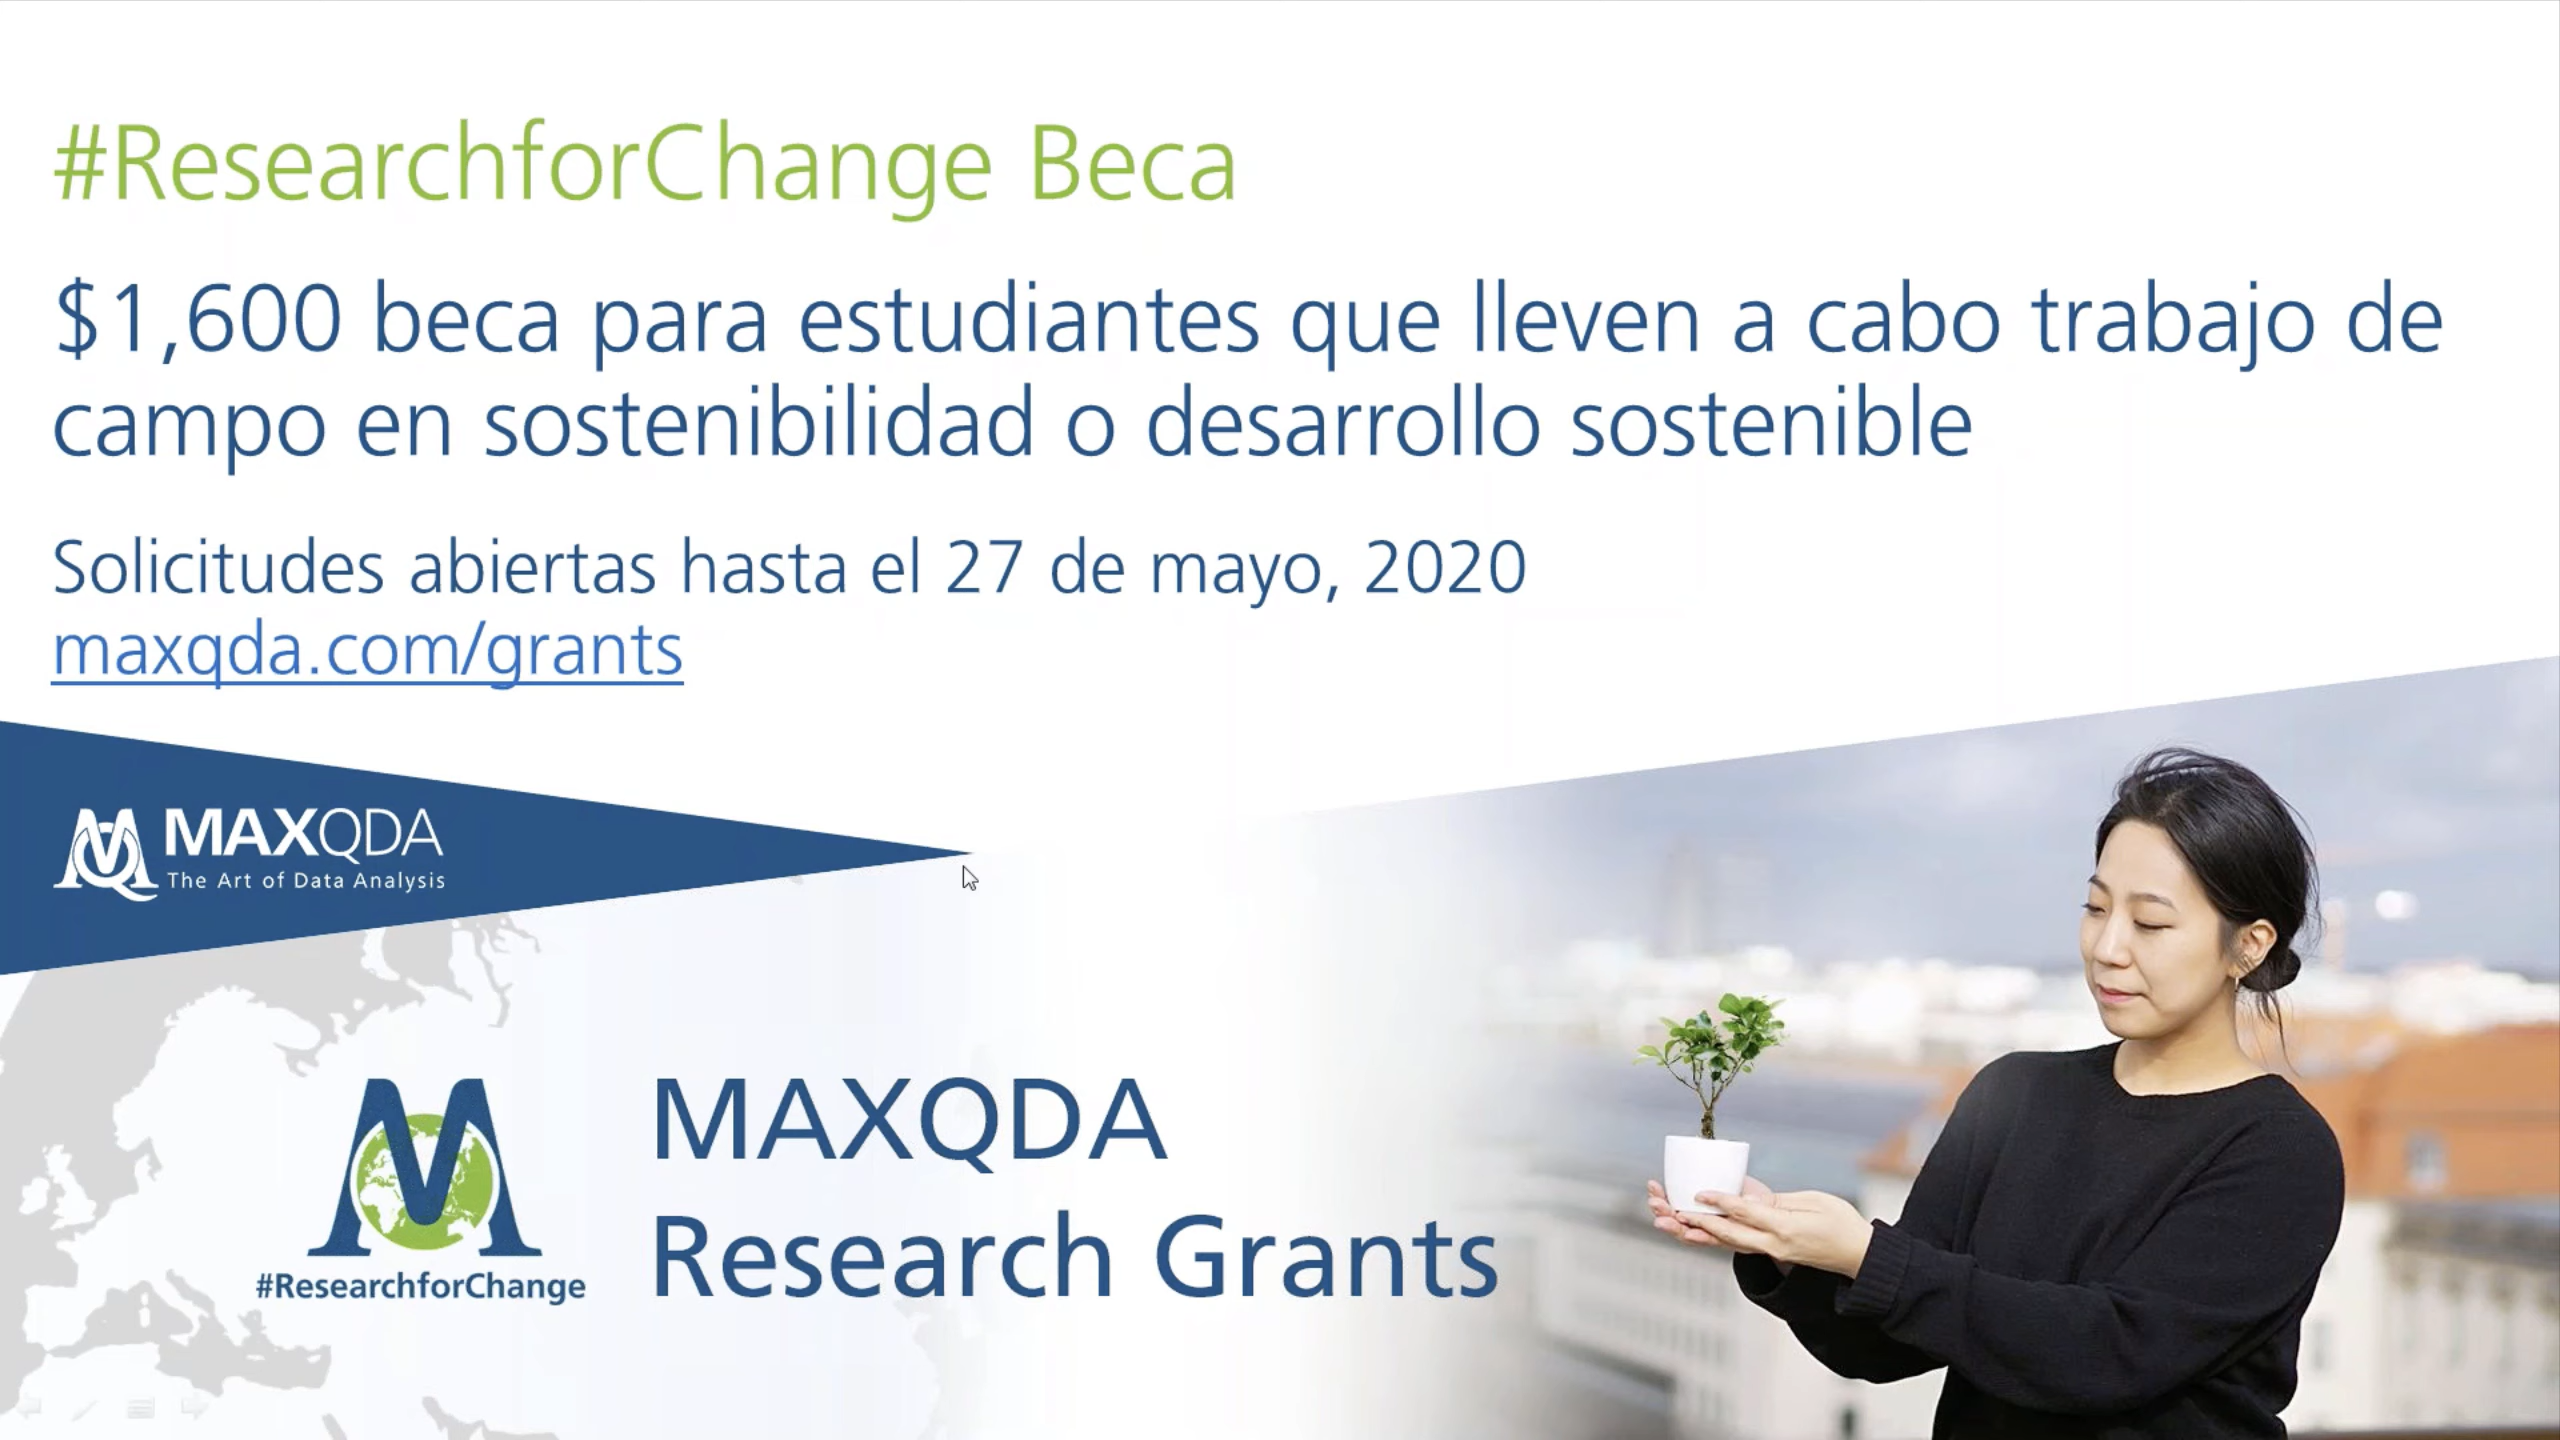 #ResearchforChange Beca
$1,600 beca para estudiantes que lleven a cabo trabajo de
campo en sostenibilidad o desarrollo sostenible
Solicitudes abiertas hasta el 27 de mayo, 2020
maxqda.com/grants
MAXQDA
The Art of Data Analysis
#ResearchforChange
MAXQDA
Research Grants